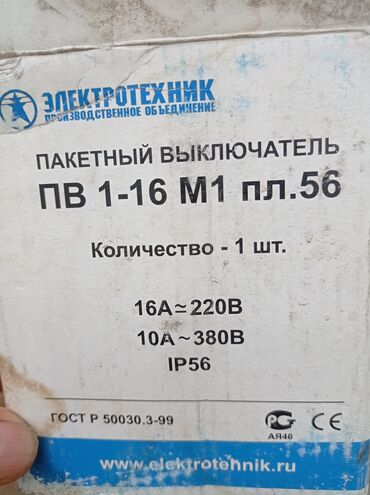 ЭЛЕКТРОТЕХНИК
ПРОИЗВОДСТВЕННОЕ ОБЪЕДИНЕНИЕ
ПАКЕТНЫЙ ВЫКЛЮЧАТЕЛЬ
ПВ 1-16 М1 пл.56
Количество - 1 шт.
16А≃220В
10А~380В
IP56
ГОСТ Р 50030.3-99
РСТ CE
АЯ46
www.elektrotehnik.ru